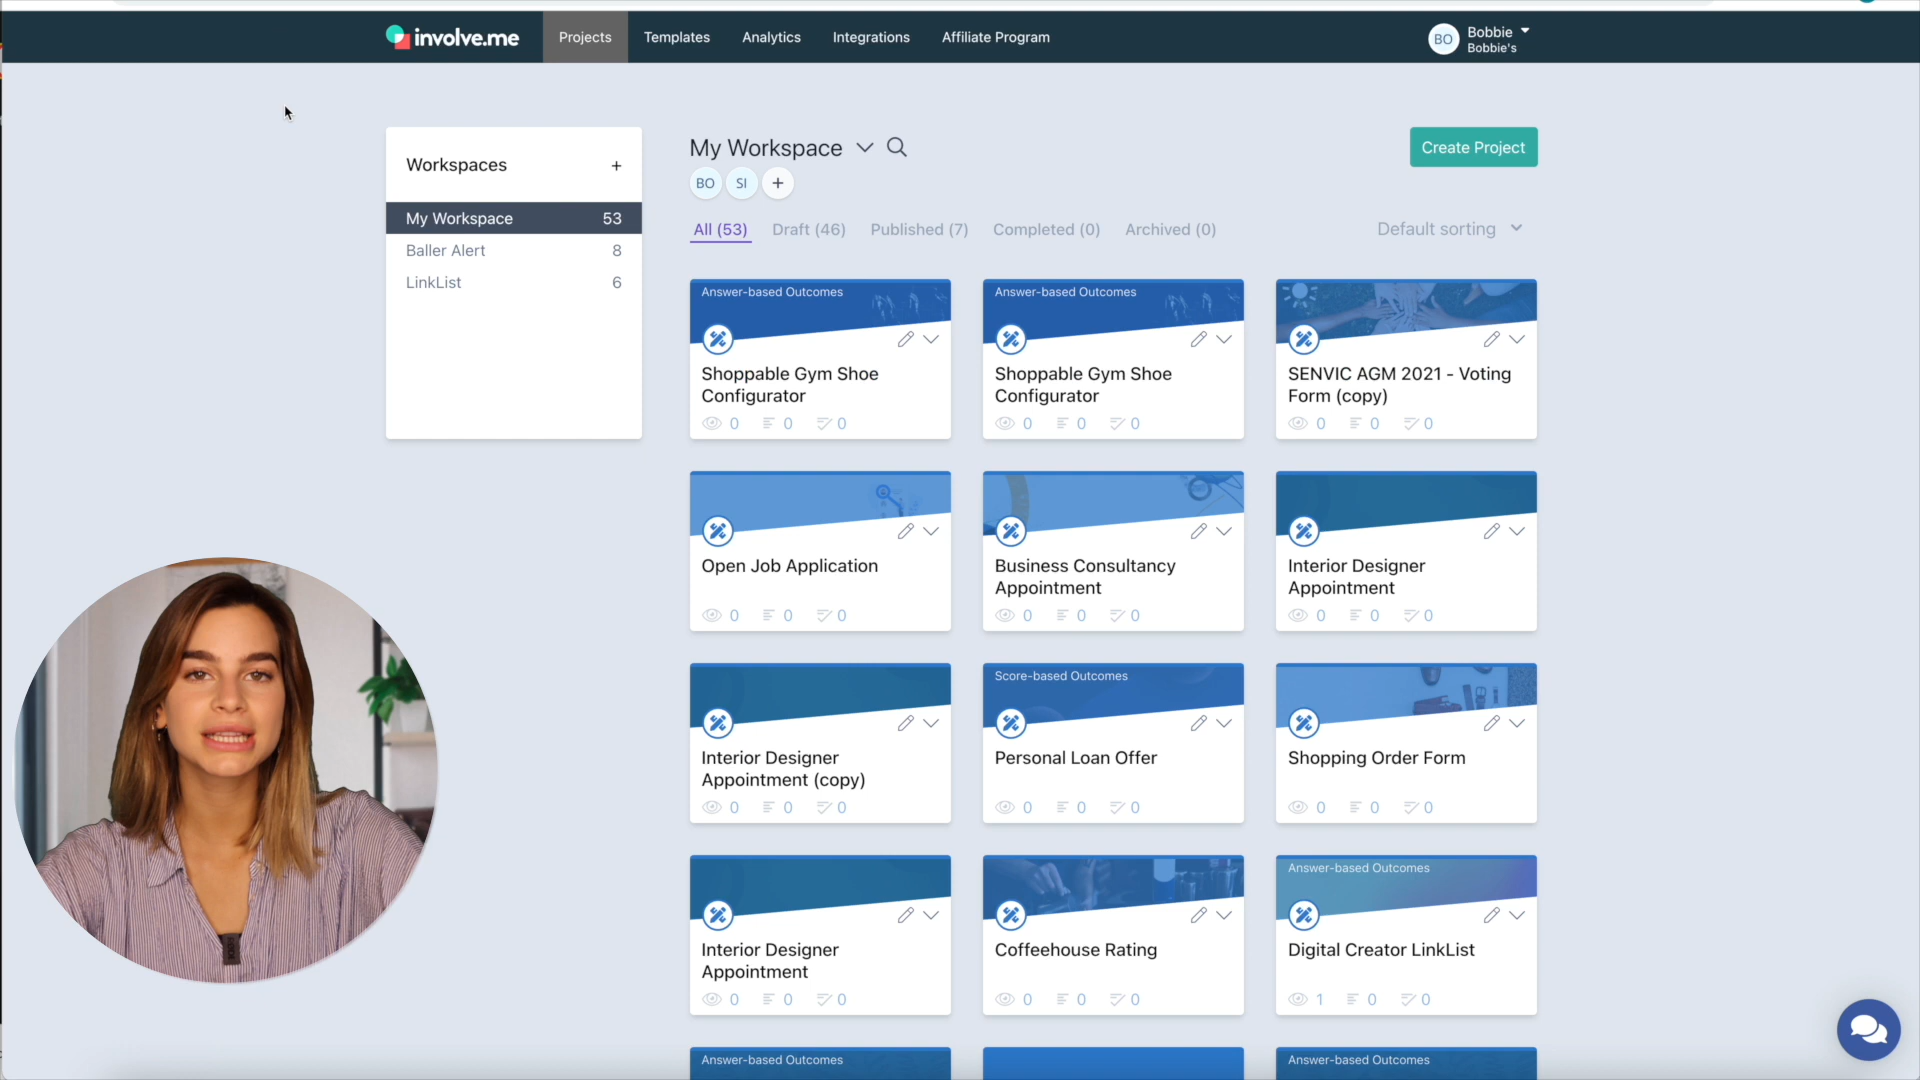 involve.me Projects Templates Analytics Integrations Affiliate Program
BO Bobbie
Bobbie's
Workspaces +
My Workspace 53
Baller Alert 8
LinkList 6
My Workspace
Create Project
BO SI +
All (53) Draft (46) Published (7) Completed (0) Archived (0) Default sorting
Answer-based Outcomes
Shoppable Gym Shoe
Configurator
0 0 0
Answer-based Outcomes
Shoppable Gym Shoe
Configurator
0 0 0
SENVIC AGM 2021 - Voting
Form (copy)
0 0 0
Open Job Application
0 0 0
Business Consultancy
Appointment
0 0 0
Interior Designer
Appointment
0 0 0
Interior Designer
Appointment (copy)
0 0 0
Score-based Outcomes
Personal Loan Offer
0 0 0
Shopping Order Form
0 0 0
Interior Designer
Appointment
0 0 0
Coffeehouse Rating
0 0 0
Answer-based Outcomes
Digital Creator LinkList
1 0 0
Answer-based Outcomes
Answer-based Outcomes